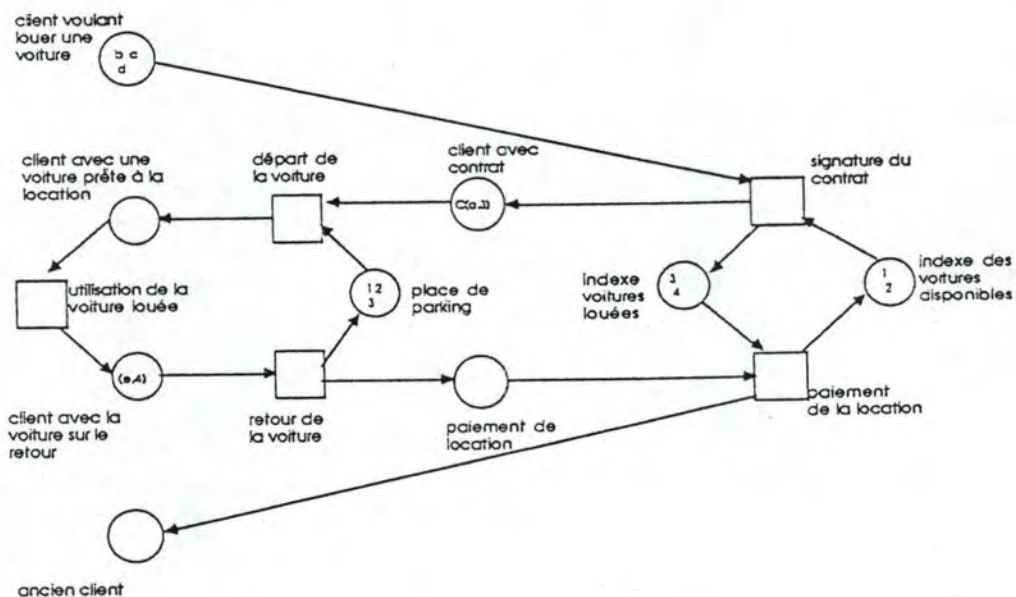 client voulant
louer une
voiture
b c
d
client avec une
voiture prête à la
location
départ de
la voiture
client avec
contrat
signature du
contrat
C(a,3)
utilisation de la
voiture louée
1 2
3
place de
parking
indexe
voitures
louées
3
4
1
2
indexe des
voitures
disponibles
(e,4)
client avec la
voiture sur le
retour
retour de
la voiture
paiement de
location
paiement
de la location
ancien client